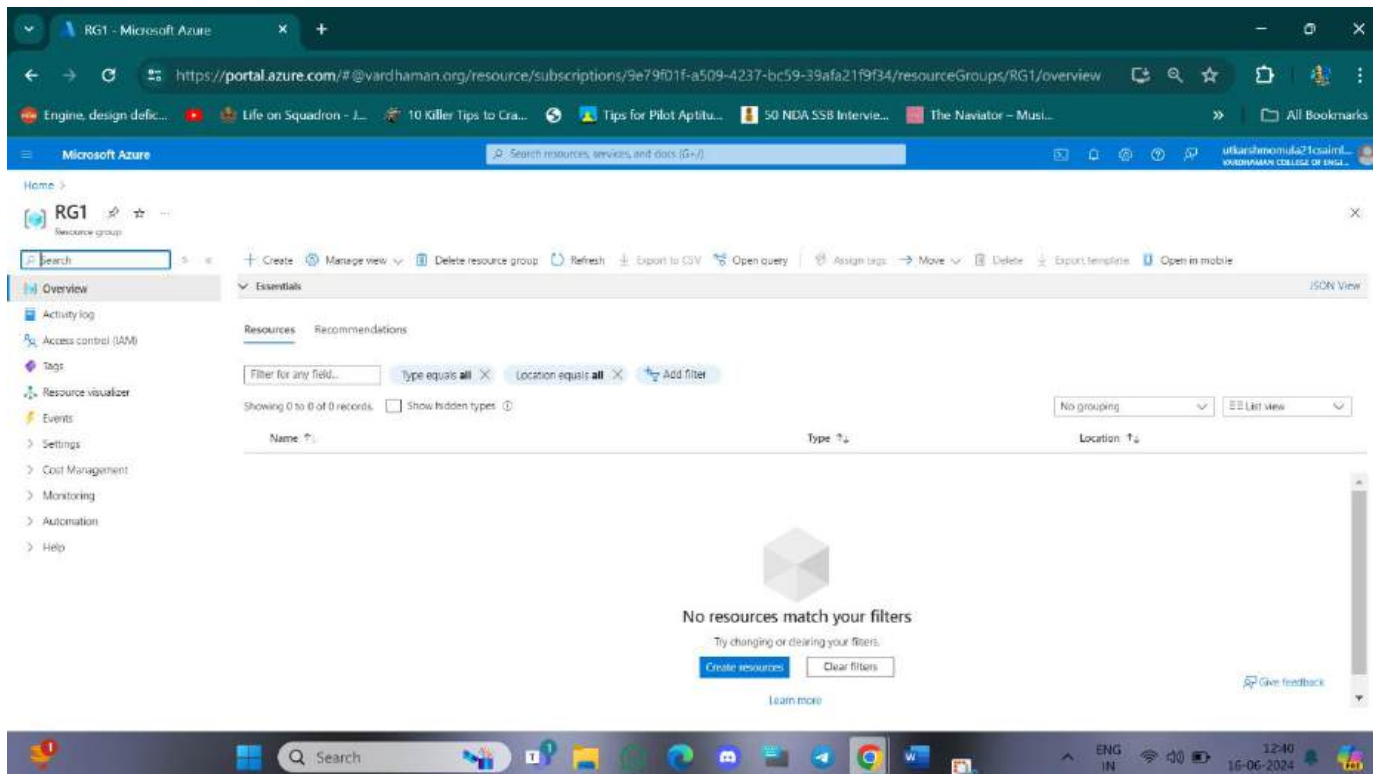 RG1 - Microsoft Azure
https://portal.azure.com/#@vardhaman.org/resource/subscriptions/9e79f01f-a509-4237-bc59-39afa21f9f34/resourceGroups/RG1/overview
Engine, design defic... Life on Squadron - J... 10 Killer Tips to Cra... Tips for Pilot Aptitu... 50 NDA SSB Intervie... The Naviator – Musi... » All Bookmarks
Microsoft Azure Search resources, services, and docs (G+/) utkarshmomula21csaiml...
VARDHAMAN COLLEGE OF ENGI...
Home >
RG1 ...
Resource group
Search + Create Manage view Delete resource group Refresh Export to CSV Open query Assign tags Move Delete Export template Open in mobile
Overview Essentials JSON View
Activity log
Resources Recommendations
Access control (IAM)
Tags
Filter for any field... Type equals all Location equals all Add filter
Resource visualizer
Showing 0 to 0 of 0 records. Show hidden types No grouping List view
Events
Settings
Name Type Location
Cost Management
Monitoring
Automation
Help
No resources match your filters
Try changing or clearing your filters.
Create resources Clear filters
Give feedback
Learn more
Search ENG 12:40
IN 16-06-2024